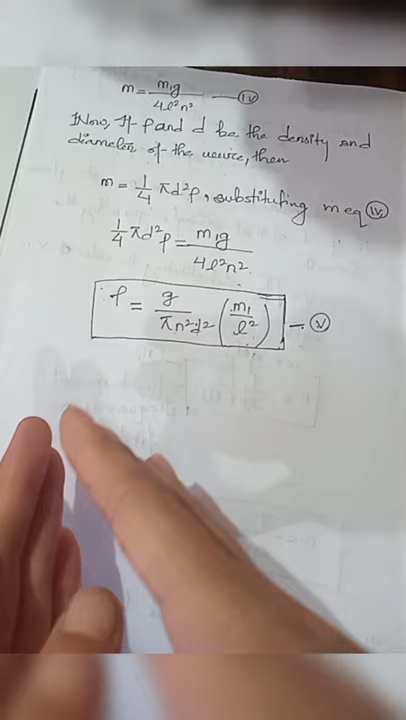 m = m₁g / 4l²n² — (iv)
Now, If ρ and d be the density and
diameter of the wire, then
m = 1/4 πd²ρ, substituting in eq (iv)
1/4 πd²ρ = m₁g / 4l²n²
ρ = g / πn²d² (m₁ / l²) — (v)